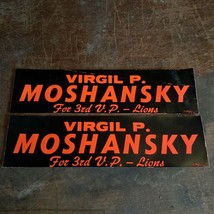 VIRGIL P.
MOSHANSKY
For 3rd V.P. — Lions
VIRGIL P.
MOSHANSKY
For 3rd V.P. — Lions